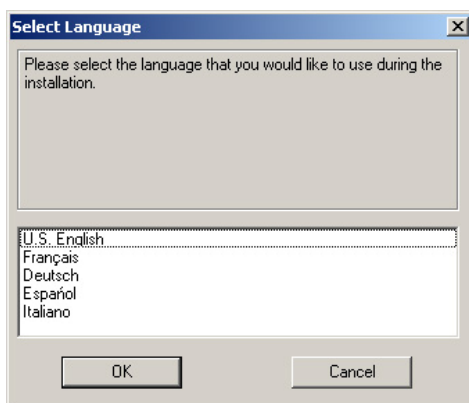 Select Language
Please select the language that you would like to use during the
installation.
U.S. English
Français
Deutsch
Espańol
Italiano
OK
Cancel